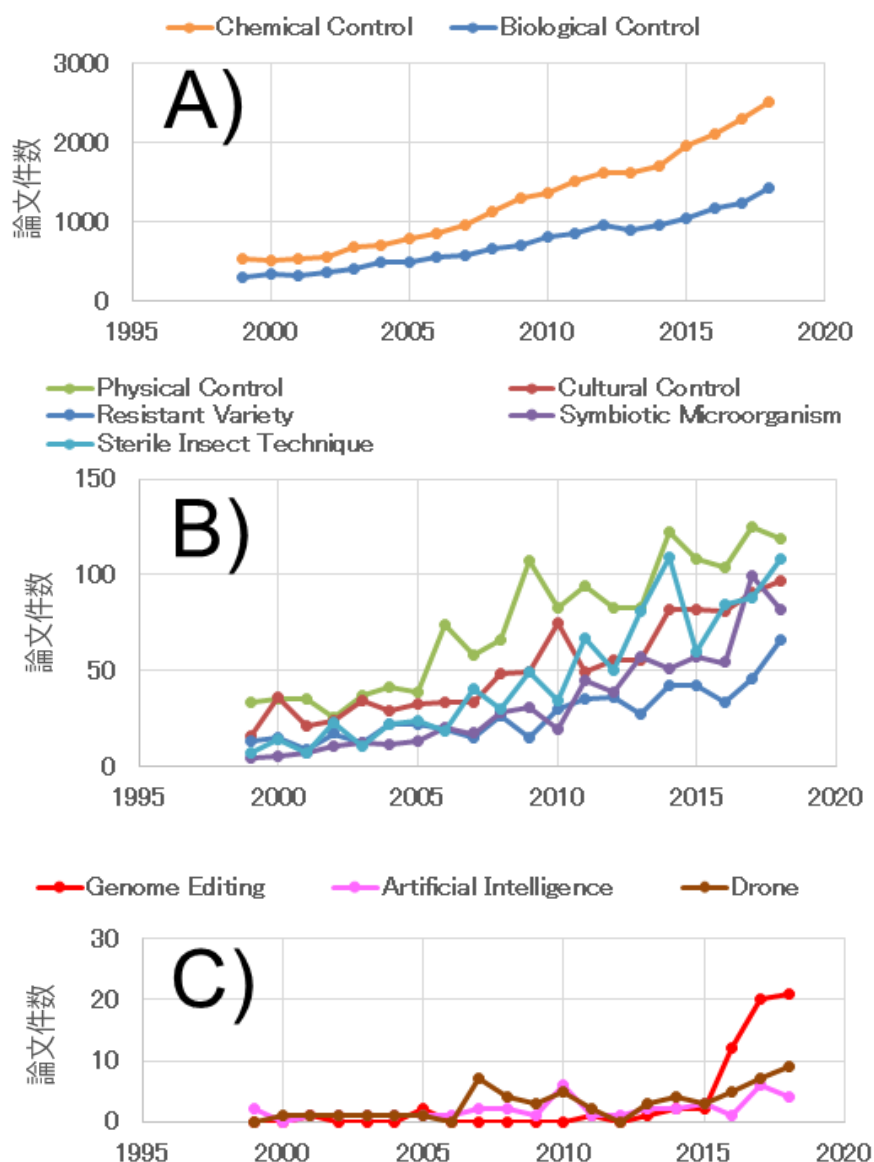 Chemical Control Biological Control
A)
論文件数
3000
2000
1000
0
1995 2000 2005 2010 2015 2020
Physical Control Cultural Control
Resistant Variety Symbiotic Microorganism
Sterile Insect Technique
B)
論文件数
150
100
50
0
1995 2000 2005 2010 2015 2020
Genome Editing Artificial Intelligence Drone
C)
論文件数
30
20
10
0
1995 2000 2005 2010 2015 2020